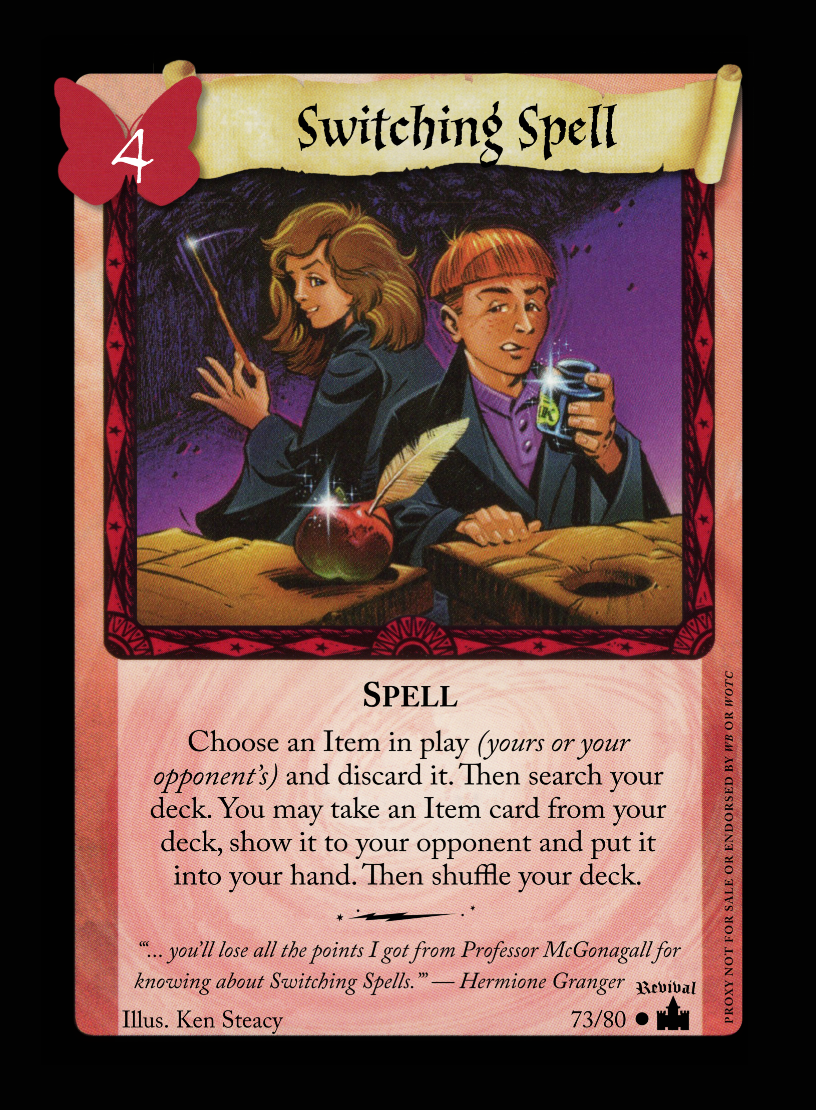 4
Switching Spell
IK
SPELL
Choose an Item in play (yours or your
opponent's) and discard it. Then search your
deck. You may take an Item card from your
deck, show it to your opponent and put it
into your hand. Then shuffle your deck.
“‘... you’ll lose all the points I got from Professor McGonagall for
knowing about Switching Spells.’” — Hermione Granger
Revival
Illus. Ken Steacy
73/80
PROXY NOT FOR SALE OR ENDORSED BY WB OR WOTC